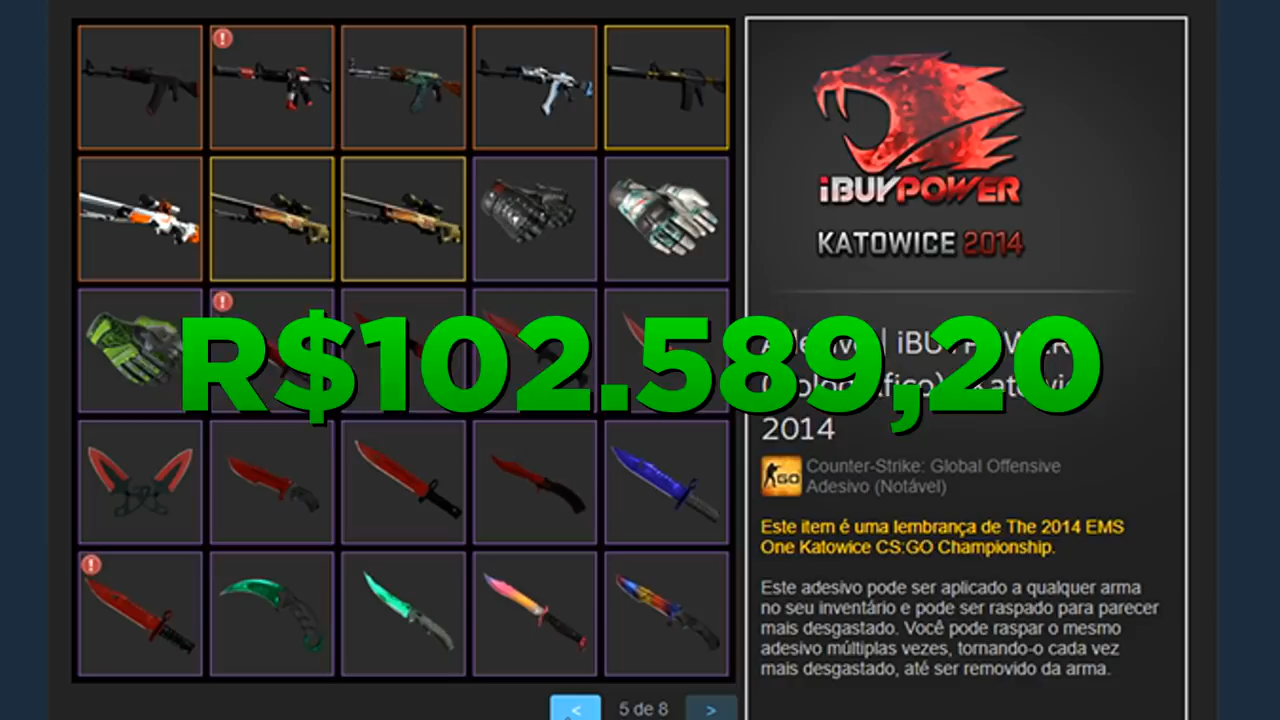 iBUYPOWER
KATOWICE 2014
R$102.589,20
2014
GO
Counter-Strike: Global Offensive
Adesivo (Notável)
Este item é uma lembrança de The 2014 EMS
One Katowice CS:GO Championship.
Este adesivo pode ser aplicado a qualquer arma
no seu inventário e pode ser raspado para parecer
mais desgastado. Você pode raspar o mesmo
adesivo múltiplas vezes, tornando-o cada vez
mais desgastado, até ser removido da arma.
< 5 de 8 >